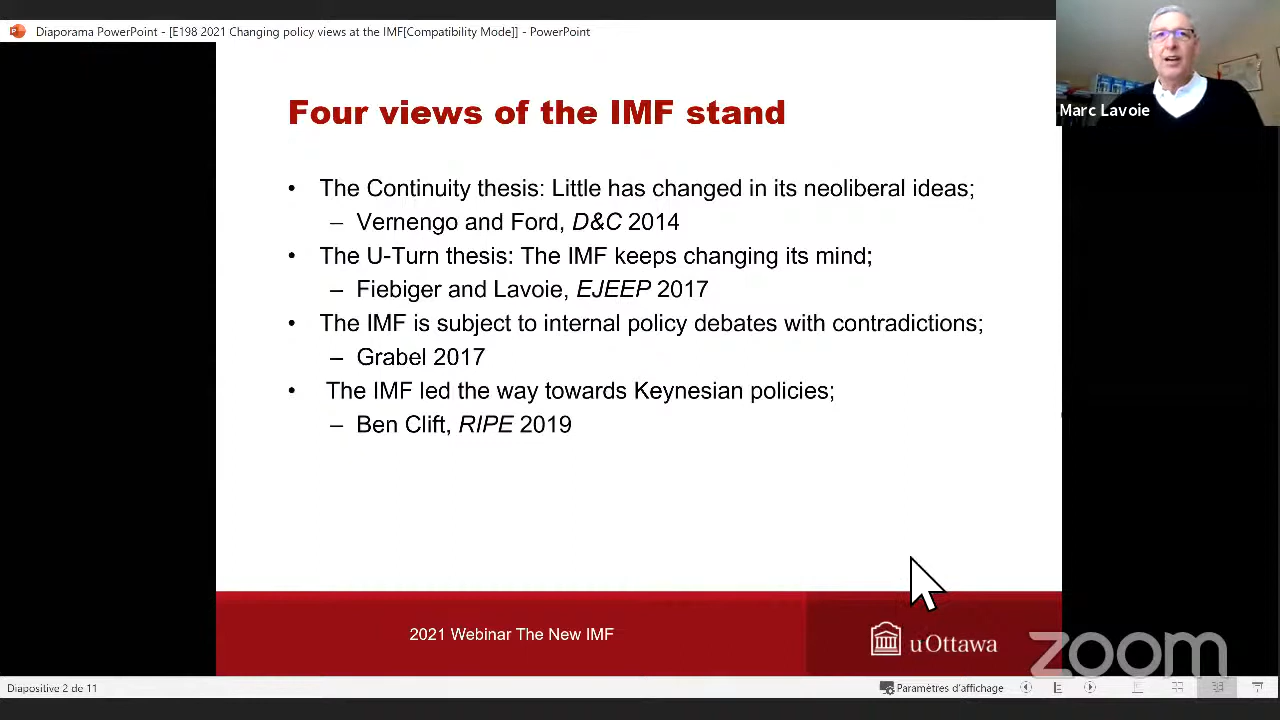 Diaporama PowerPoint - [E198 2021 Changing policy views at the IMF[Compatibility Mode]] - PowerPoint
Marc Lavoie
Four views of the IMF stand
• The Continuity thesis: Little has changed in its neoliberal ideas;
– Vernengo and Ford, D&C 2014
• The U-Turn thesis: The IMF keeps changing its mind;
– Fiebiger and Lavoie, EJEEP 2017
• The IMF is subject to internal policy debates with contradictions;
– Grabel 2017
• The IMF led the way towards Keynesian policies;
– Ben Clift, RIPE 2019
2021 Webinar The New IMF
uOttawa
zoom
Diapositive 2 de 11
Paramètres d'affichage